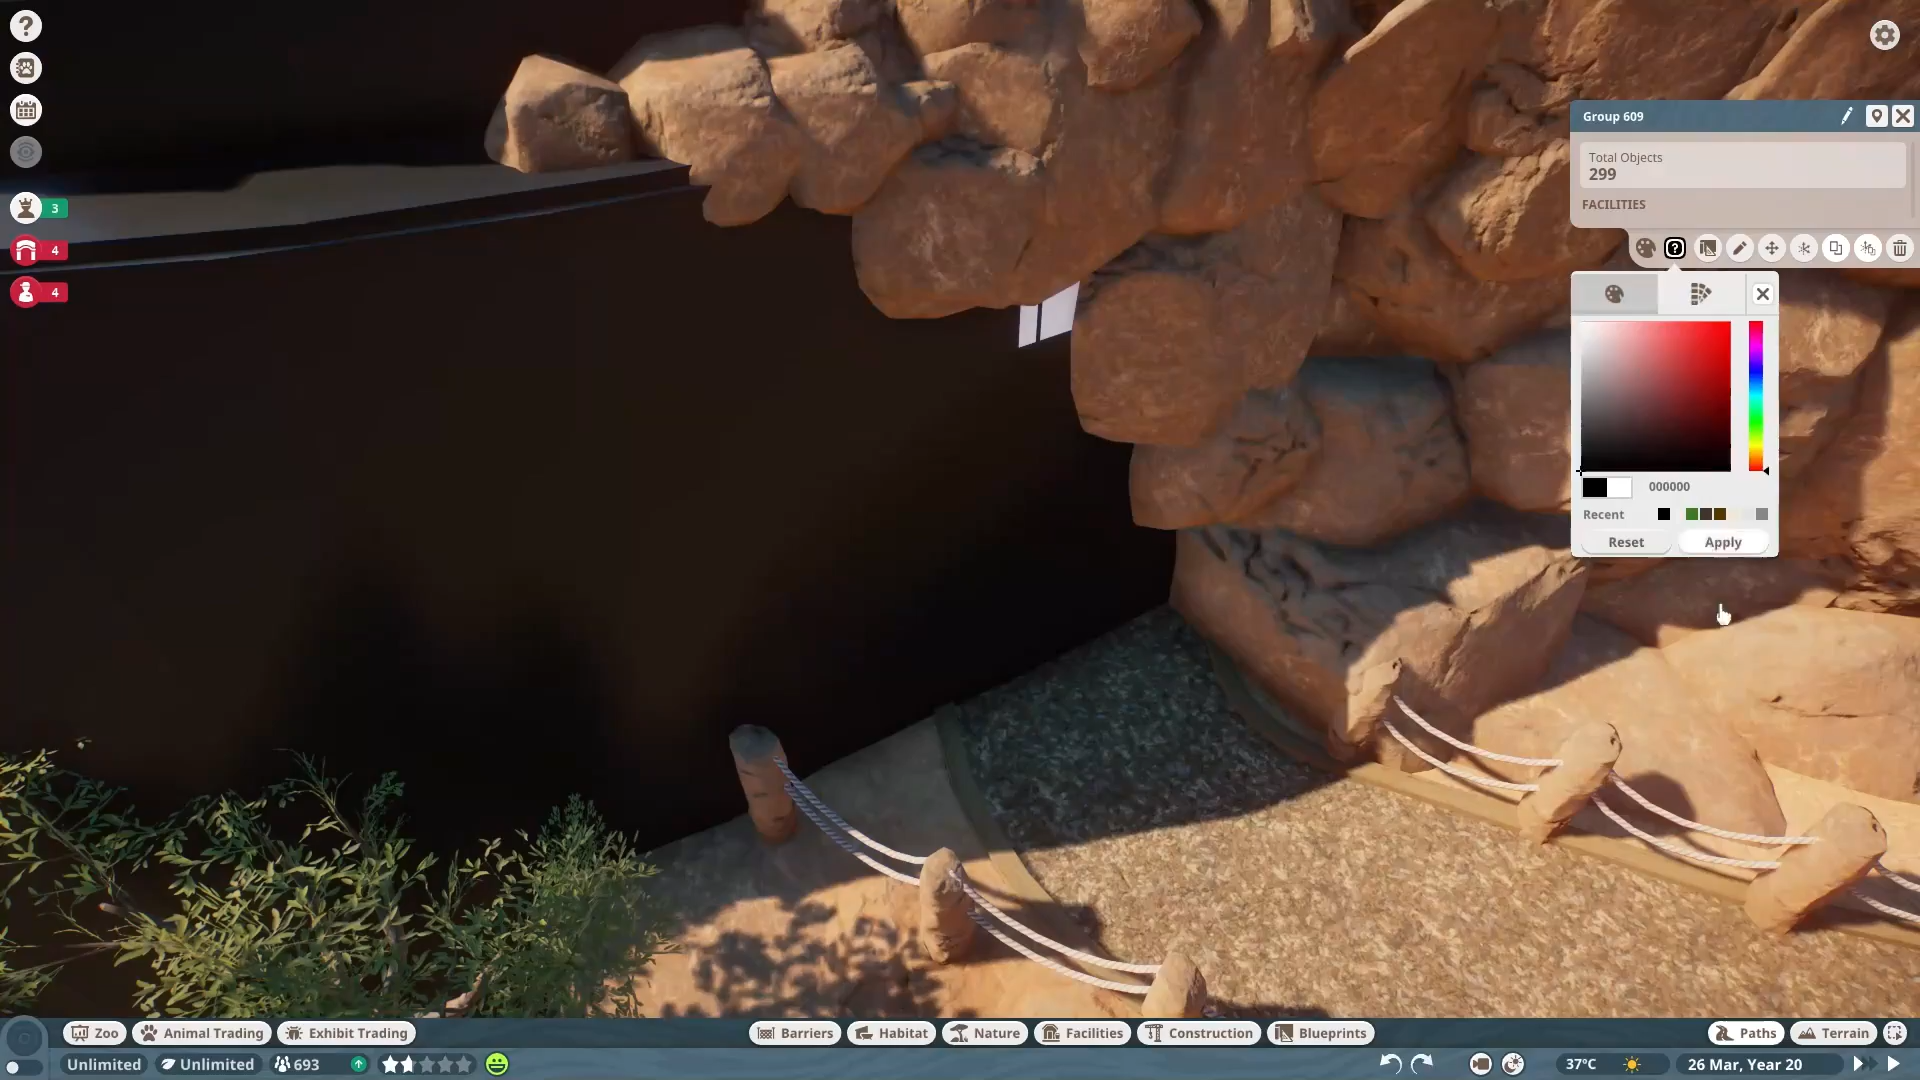 ?
3
4
4
Group 609
Total Objects
299
FACILITIES
?
000000
Recent
Reset
Apply
Zoo
Animal Trading
Exhibit Trading
Barriers
Habitat
Nature
Facilities
Construction
Blueprints
Paths
Terrain
Unlimited
Unlimited
693
37°C
26 Mar, Year 20